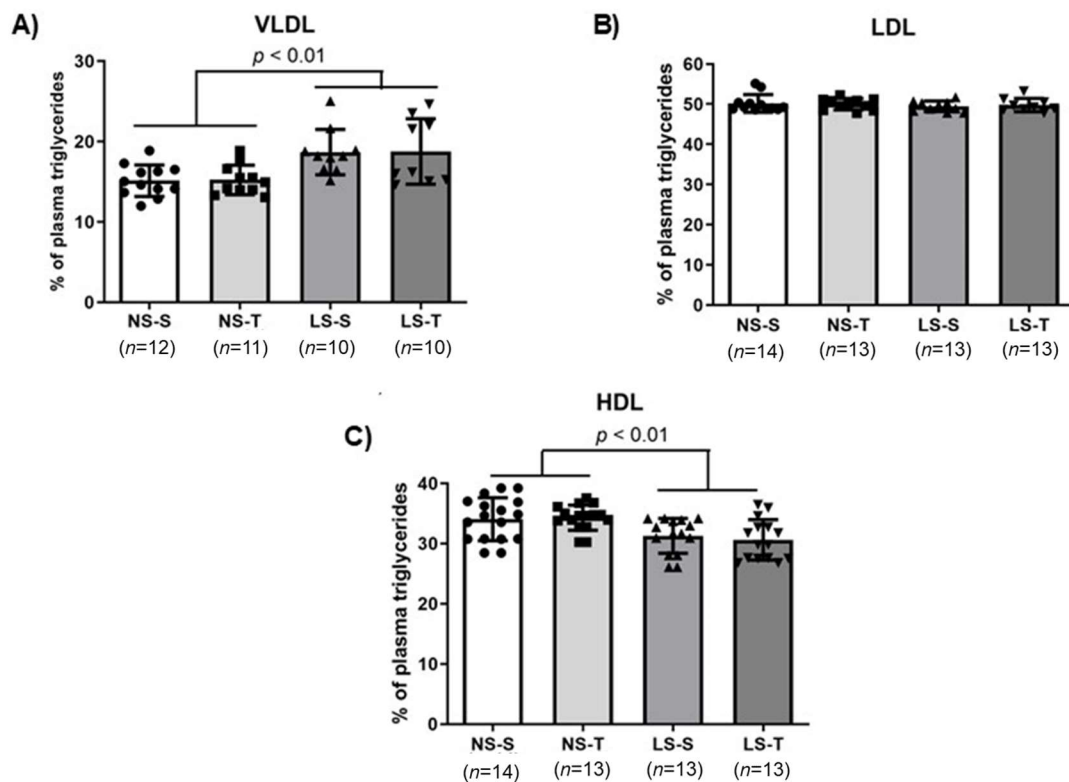 A)
VLDL
p < 0.01
% of plasma triglycerides
30
20
10
0
NS-S
NS-T
LS-S
LS-T
(n=12)
(n=11)
(n=10)
(n=10)
B)
LDL
% of plasma triglycerides
60
50
40
30
20
10
0
NS-S
NS-T
LS-S
LS-T
(n=14)
(n=13)
(n=13)
(n=13)
C)
HDL
p < 0.01
% of plasma triglycerides
40
30
20
10
0
NS-S
NS-T
LS-S
LS-T
(n=14)
(n=13)
(n=13)
(n=13)